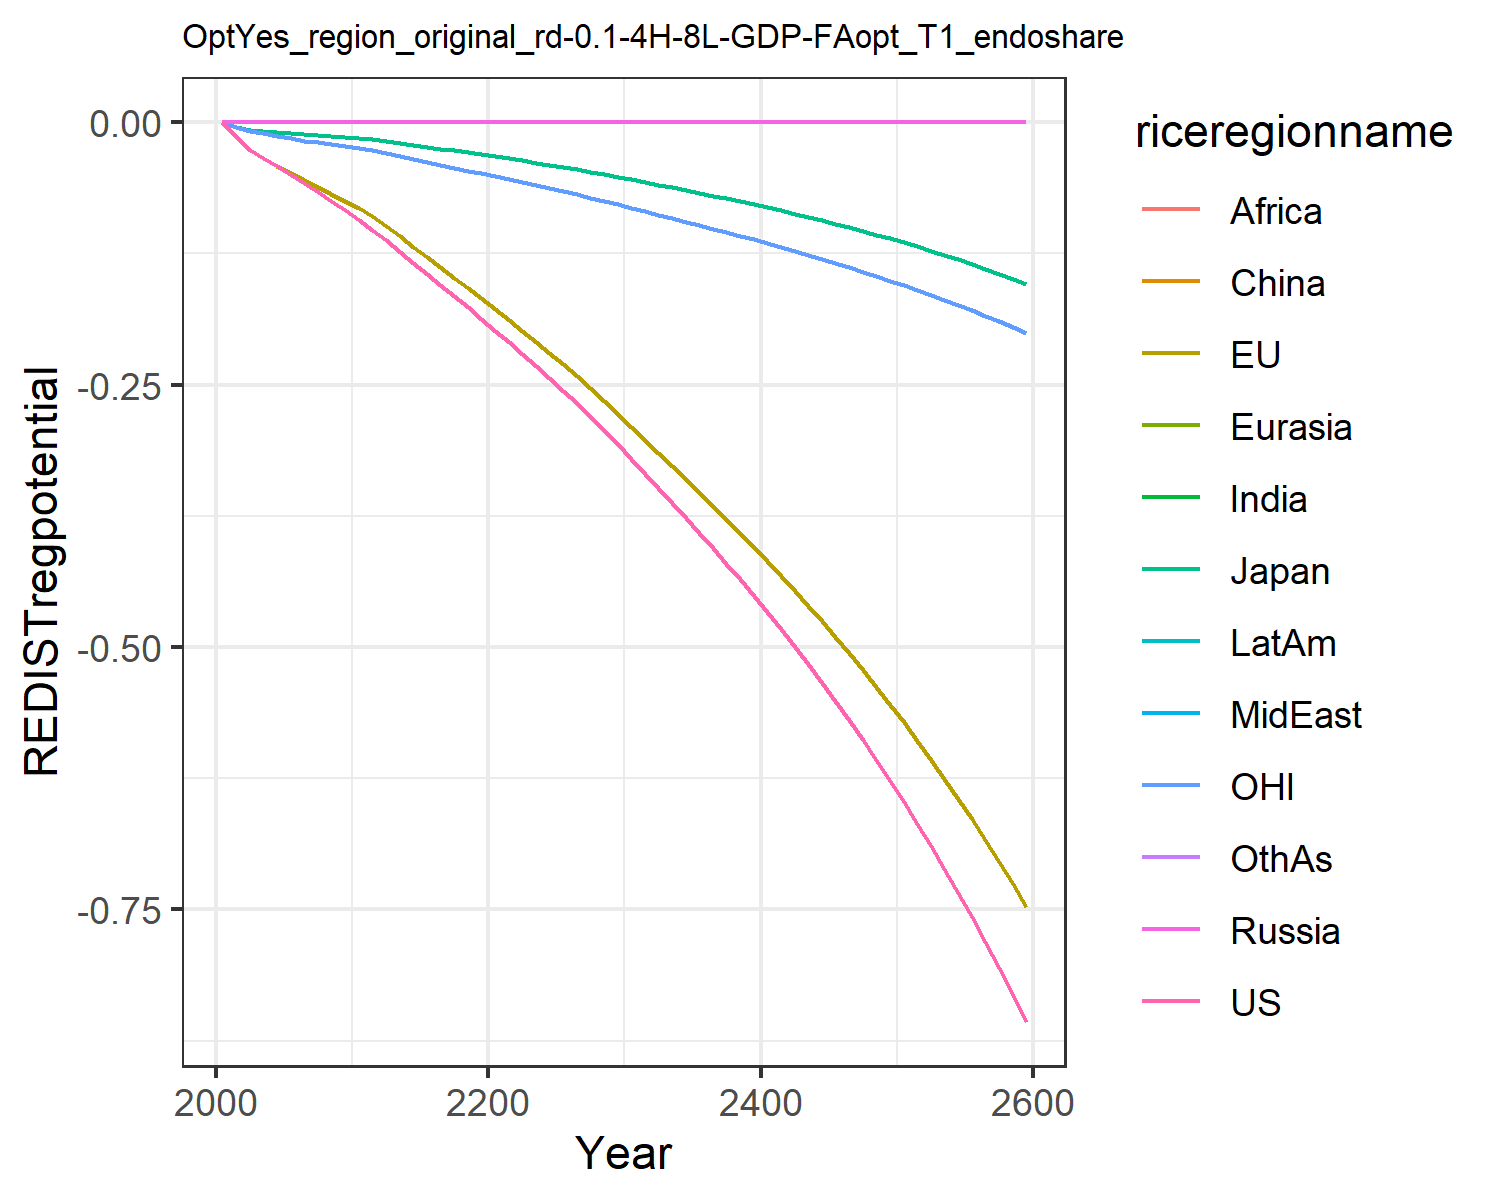 OptYes_region_original_rd-0.1-4H-8L-GDP-FAopt_T1_endoshare
REDISTregpotential
0.00
-0.25
-0.50
-0.75
2000 2200 2400 2600
Year
riceregionname
Africa
China
EU
Eurasia
India
Japan
LatAm
MidEast
OHI
OthAs
Russia
US